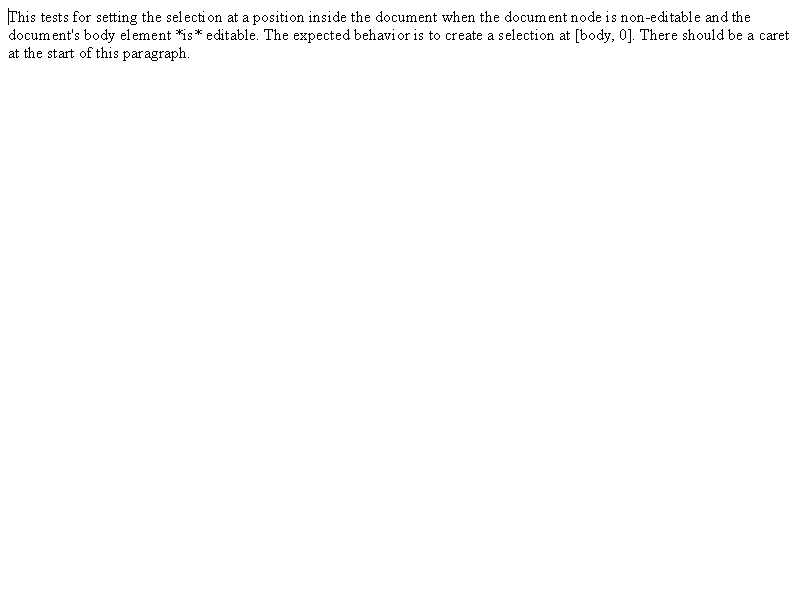 This tests for setting the selection at a position inside the document when the document node is non-editable and the
document's body element *is* editable. The expected behavior is to create a selection at [body, 0]. There should be a caret
at the start of this paragraph.